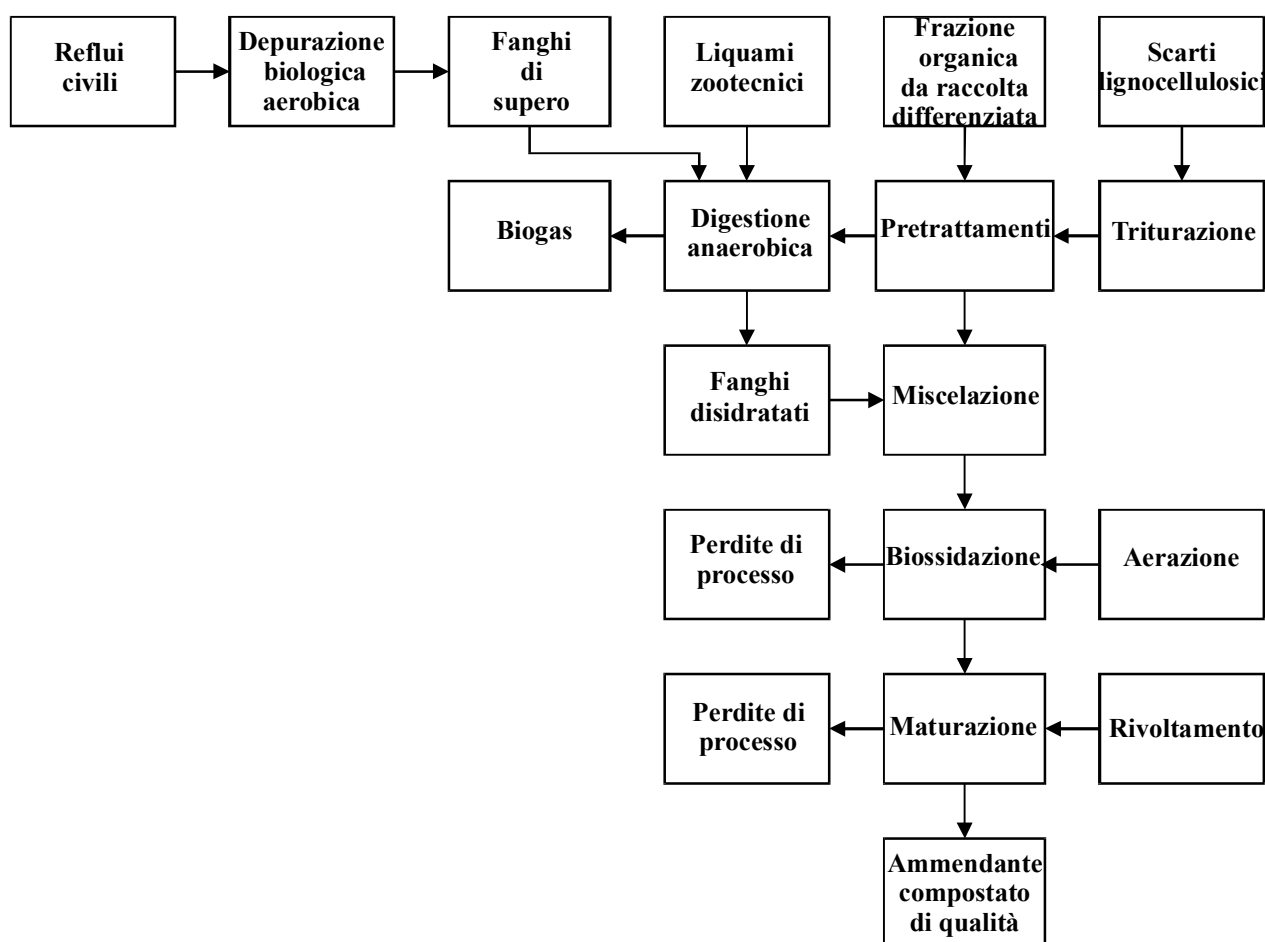 Reflui
civili
Depurazione
biologica
aerobica
Fanghi
di
supero
Liquami
zootecnici
Frazione
organica
da raccolta
differenziata
Scarti
lignocellulosici
Biogas
Digestione
anaerobica
Pretrattamenti
Triturazione
Fanghi
disidratati
Miscelazione
Perdite di
processo
Biossidazione
Aerazione
Perdite di
processo
Maturazione
Rivoltamento
Ammendante
compostato
di qualità